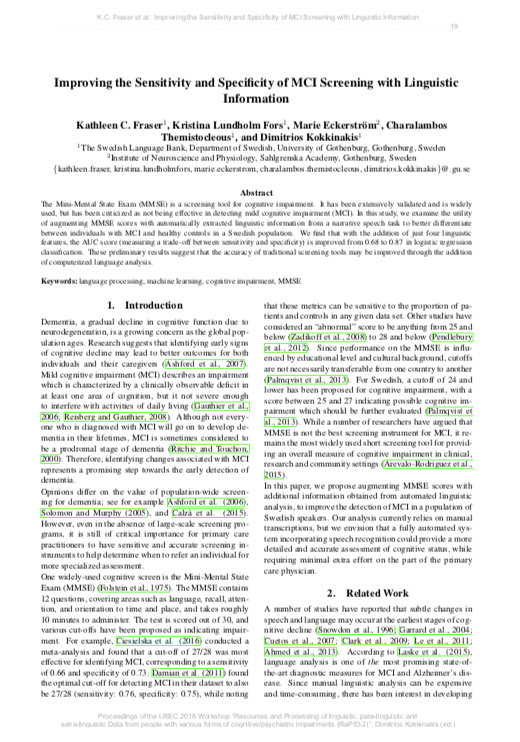 K.C. Fraser et al.: Improving the Sensitivity and Specificity of MCI Screening with Linguistic Information
19
Improving the Sensitivity and Specificity of MCI Screening with Linguistic
Information
Kathleen C. Fraser1, Kristina Lundholm Fors1, Marie Eckerström2, Charalambos
Themistocleous1, and Dimitrios Kokkinakis1
1The Swedish Language Bank, Department of Swedish, University of Gothenburg, Gothenburg, Sweden
2Institute of Neuroscience and Physiology, Sahlgrenska Academy, Gothenburg, Sweden
{kathleen.fraser, kristina.lundholmfors, marie.eckerstrom, charalambos.themistocleous, dimitrios.kokkinakis}@.gu.se
Abstract
The Mini-Mental State Exam (MMSE) is a screening tool for cognitive impairment. It has been extensively validated and is widely
used, but has been criticized as not being effective in detecting mild cognitive impairment (MCI). In this study, we examine the utility
of augmenting MMSE scores with automatically extracted linguistic information from a narrative speech task to better differentiate
between individuals with MCI and healthy controls in a Swedish population. We find that with the addition of just four linguistic
features, the AUC score (measuring a trade-off between sensitivity and specificity) is improved from 0.68 to 0.87 in logistic regression
classification. These preliminary results suggest that the accuracy of traditional screening tools may be improved through the addition
of computerized language analysis.
Keywords: language processing, machine learning, cognitive impairment, MMSE
1. Introduction
Dementia, a gradual decline in cognitive function due to
neurodegeneration, is a growing concern as the global pop-
ulation ages. Research suggests that identifying early signs
of cognitive decline may lead to better outcomes for both
individuals and their caregivers (Ashford et al., 2007).
Mild cognitive impairment (MCI) describes an impairment
which is characterized by a clinically observable deficit in
at least one area of cognition, but it not severe enough
to interfere with activities of daily living (Gauthier et al.,
2006; Reisberg and Gauthier, 2008). Although not every-
one who is diagnosed with MCI will go on to develop de-
mentia in their lifetimes, MCI is sometimes considered to
be a prodromal stage of dementia (Ritchie and Touchon,
2000). Therefore, identifying changes associated with MCI
represents a promising step towards the early detection of
dementia.
Opinions differ on the value of population-wide screen-
ing for dementia; see for example Ashford et al. (2006),
Solomon and Murphy (2005), and Calzà et al. (2015).
However, even in the absence of large-scale screening pro-
grams, it is still of critical importance for primary care
practitioners to have sensitive and accurate screening in-
struments to help determine when to refer an individual for
more specialized assessment.
One widely-used cognitive screen is the Mini-Mental State
Exam (MMSE) (Folstein et al., 1975). The MMSE contains
12 questions, covering areas such as language, recall, atten-
tion, and orientation to time and place, and takes roughly
10 minutes to administer. The test is scored out of 30, and
various cut-offs have been proposed as indicating impair-
ment. For example, Ciesielska et al. (2016) conducted a
meta-analysis and found that a cut-off of 27/28 was most
effective for identifying MCI, corresponding to a sensitivity
of 0.66 and specificity of 0.73. Damian et al. (2011) found
the optimal cut-off for detecting MCI in their dataset to also
be 27/28 (sensitivity: 0.76, specificity: 0.75), while noting
that these metrics can be sensitive to the proportion of pa-
tients and controls in any given data set. Other studies have
considered an "abnormal" score to be anything from 25 and
below (Zadikoff et al., 2008) to 28 and below (Pendlebury
et al., 2012). Since performance on the MMSE is influ-
enced by educational level and cultural background, cutoffs
are not necessarily transferable from one country to another
(Palmqvist et al., 2013). For Swedish, a cutoff of 24 and
lower has been proposed for cognitive impairment, with a
score between 25 and 27 indicating possible cognitive im-
pairment which should be further evaluated (Palmqvist et
al., 2013). While a number of researchers have argued that
MMSE is not the best screening instrument for MCI, it re-
mains the most widely used short screening tool for provid-
ing an overall measure of cognitive impairment in clinical,
research and community settings (Arevalo-Rodriguez et al.,
2015).
In this paper, we propose augmenting MMSE scores with
additional information obtained from automated linguistic
analysis, to improve the detection of MCI in a population of
Swedish speakers. Our analysis currently relies on manual
transcriptions, but we envision that a fully automated sys-
tem incorporating speech recognition could provide a more
detailed and accurate assessment of cognitive status, while
requiring minimal extra effort on the part of the primary
care physician.
2. Related Work
A number of studies have reported that subtle changes in
speech and language may occur at the earliest stages of cog-
nitive decline (Snowdon et al., 1996; Garrard et al., 2004;
Cuetos et al., 2007; Clark et al., 2009; Le et al., 2011;
Ahmed et al., 2013). According to Laske et al. (2015),
language analysis is one of the most promising state-of-
the-art diagnostic measures for MCI and Alzheimer's dis-
ease. Since manual linguistic analysis can be expensive
and time-consuming, there has been interest in developing
Proceedings of the LREC 2018 Workshop "Resources and Processing of linguistic, para-linguistic and
extra-linguistic Data from people with various forms of cognitive/psychiatric impairments (RaPID-2)", Dimitrios Kokkinakis (ed.)